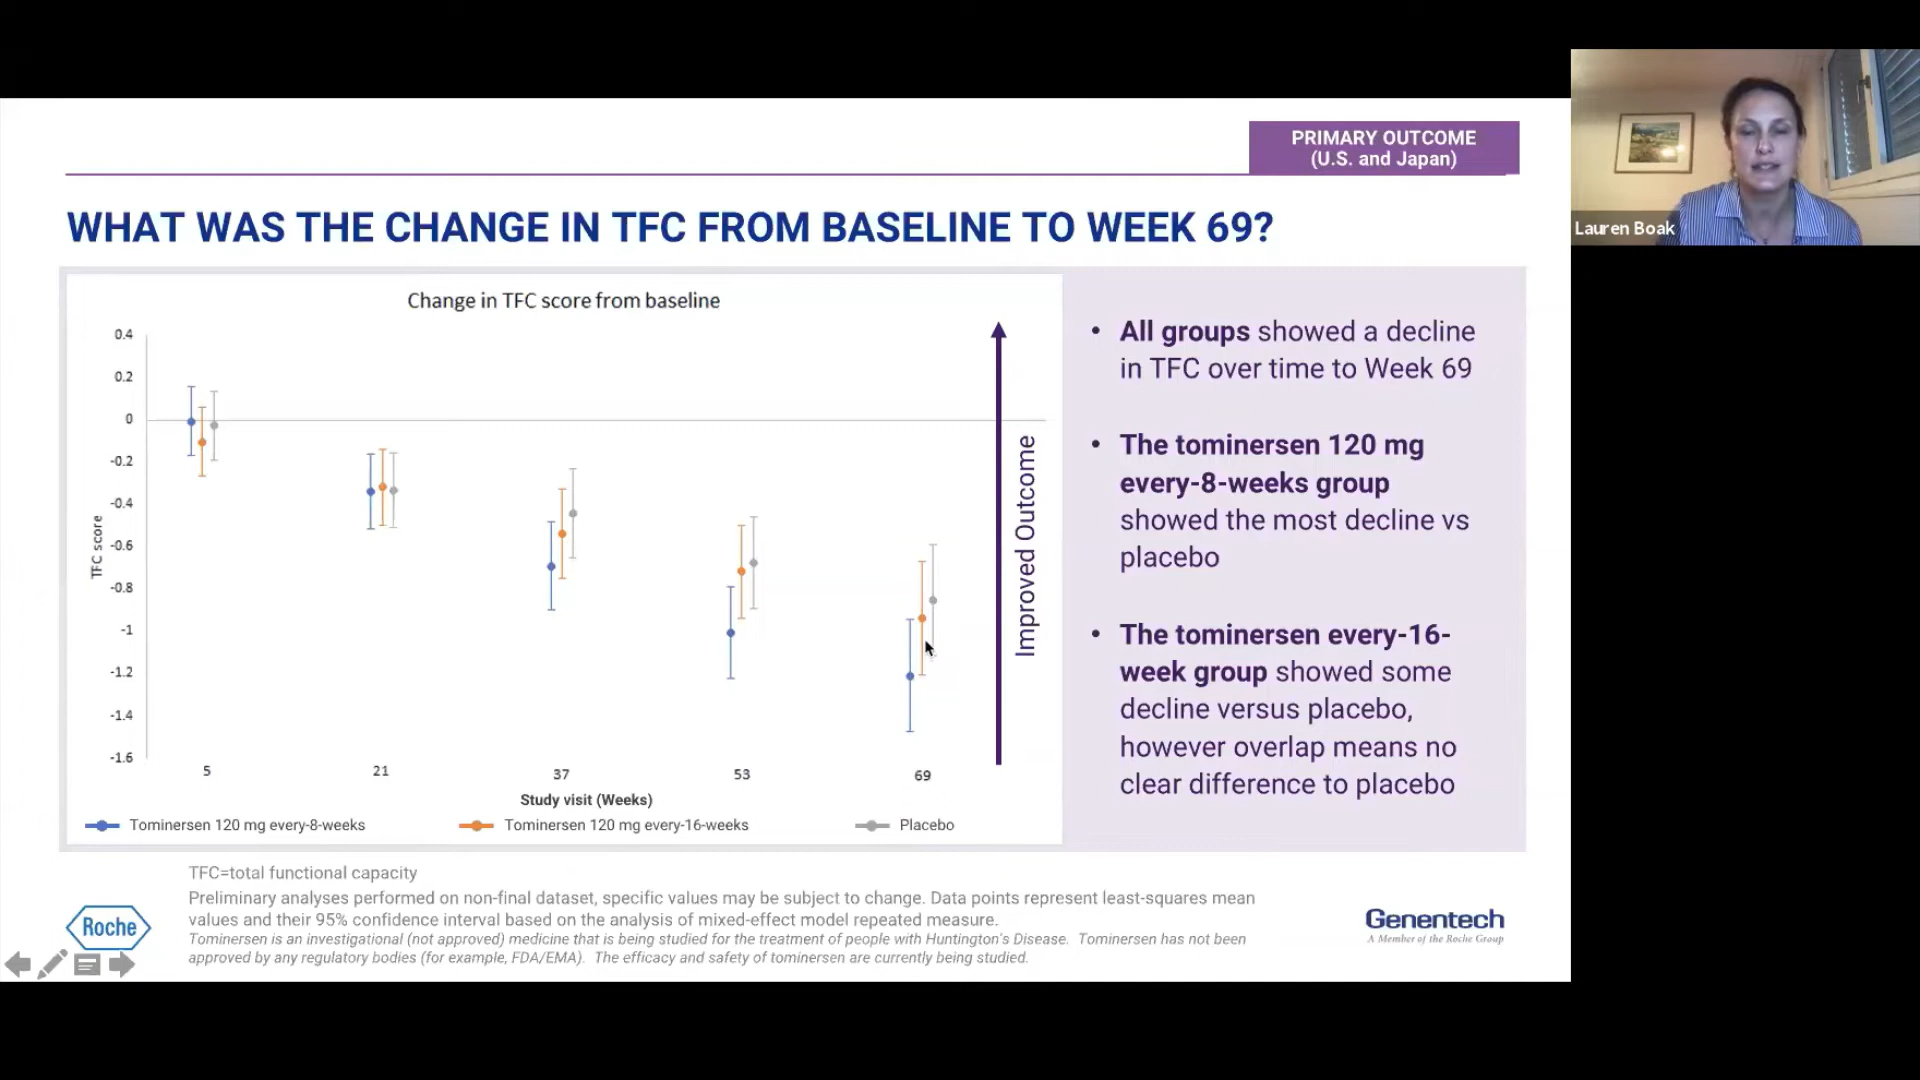 PRIMARY OUTCOME
(U.S. and Japan)
Lauren Boak
WHAT WAS THE CHANGE IN TFC FROM BASELINE TO WEEK 69?
Change in TFC score from baseline
0.4
0.2
0
-0.2
-0.4
-0.6
-0.8
-1
-1.2
-1.4
-1.6
TFC score
5
21
37
53
69
Study visit (Weeks)
Tominersen 120 mg every-8-weeks
Tominersen 120 mg every-16-weeks
Placebo
Improved Outcome
• All groups showed a decline
in TFC over time to Week 69
• The tominersen 120 mg
every-8-weeks group
showed the most decline vs
placebo
• The tominersen every-16-
week group showed some
decline versus placebo,
however overlap means no
clear difference to placebo
TFC=total functional capacity
Preliminary analyses performed on non-final dataset, specific values may be subject to change. Data points represent least-squares mean
values and their 95% confidence interval based on the analysis of mixed-effect model repeated measure.
Tominersen is an investigational (not approved) medicine that is being studied for the treatment of people with Huntington's Disease. Tominersen has not been
approved by any regulatory bodies (for example, FDA/EMA). The efficacy and safety of tominersen are currently being studied.
Roche
Genentech
A Member of the Roche Group